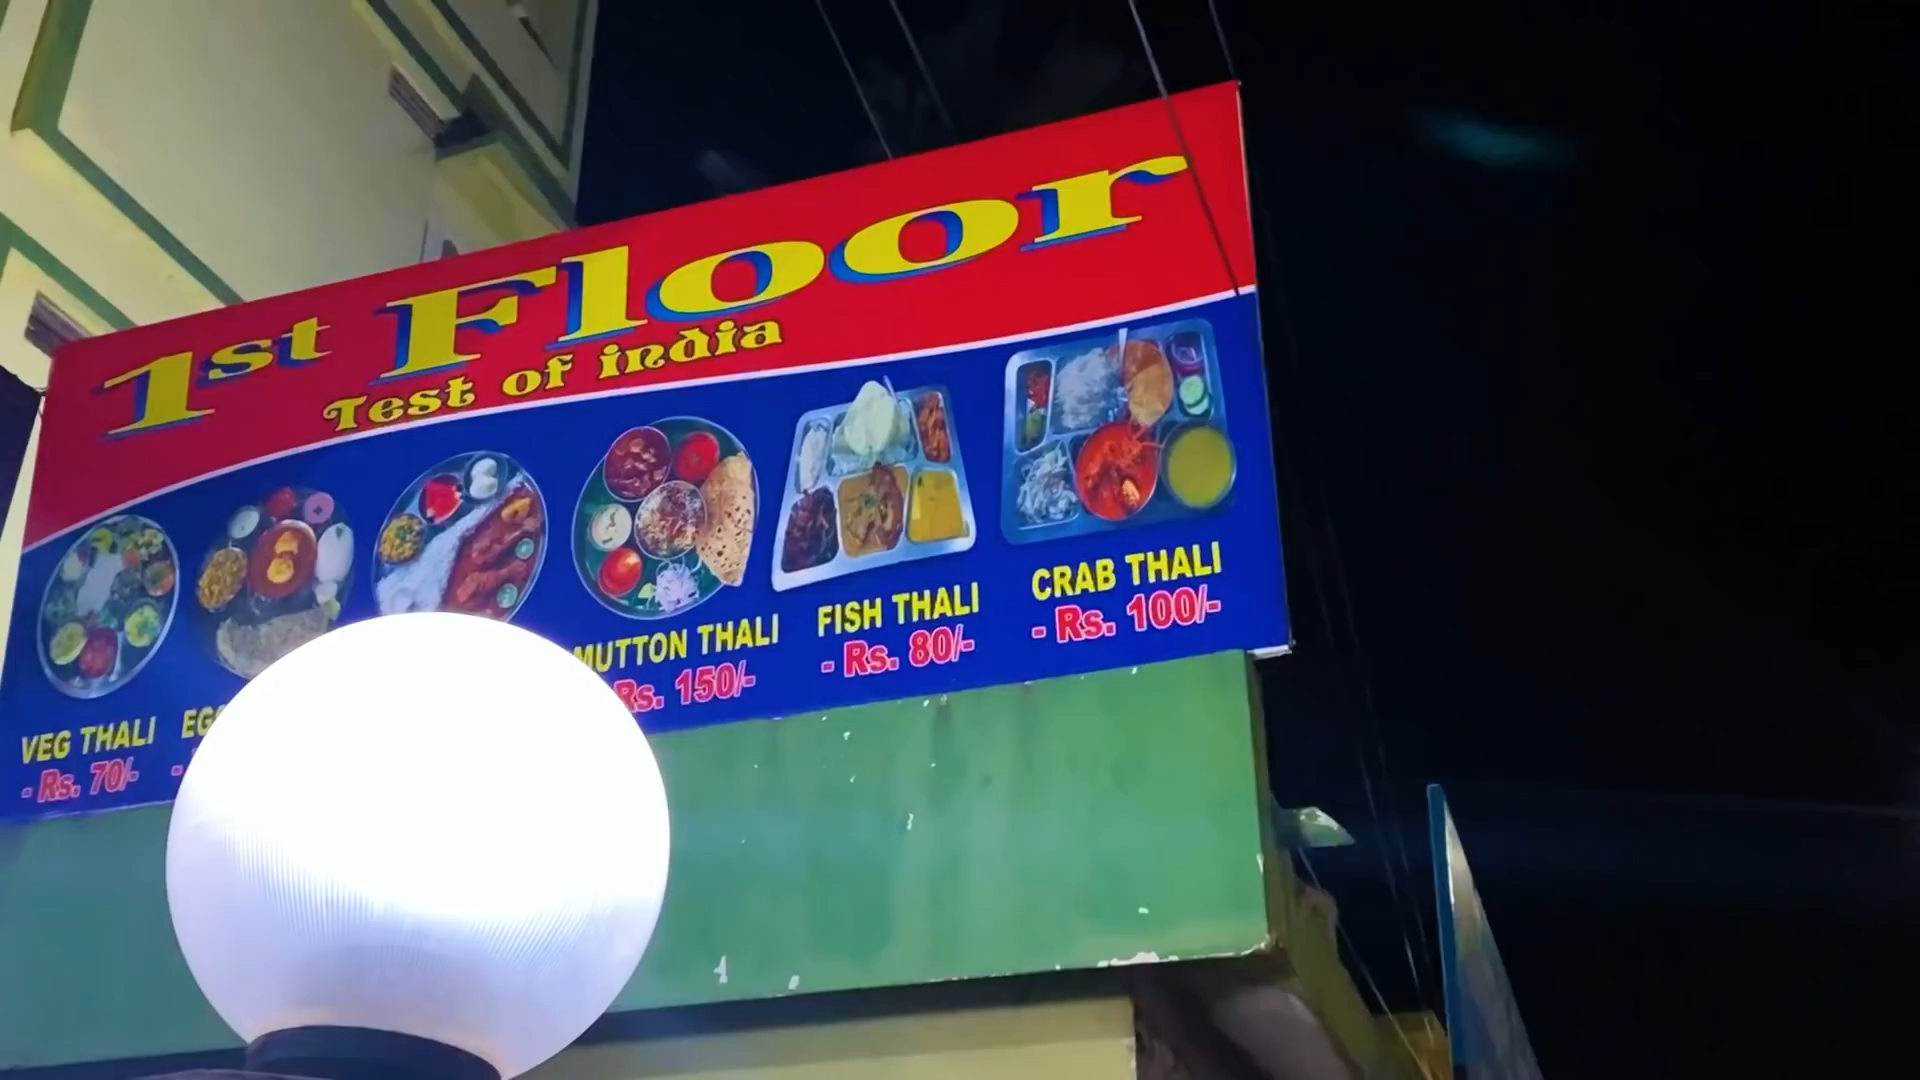 1st Floor
Test of india
VEG THALI
- Rs. 70/-
MUTTON THALI
Rs. 150/-
FISH THALI
- Rs. 80/-
CRAB THALI
- Rs. 100/-